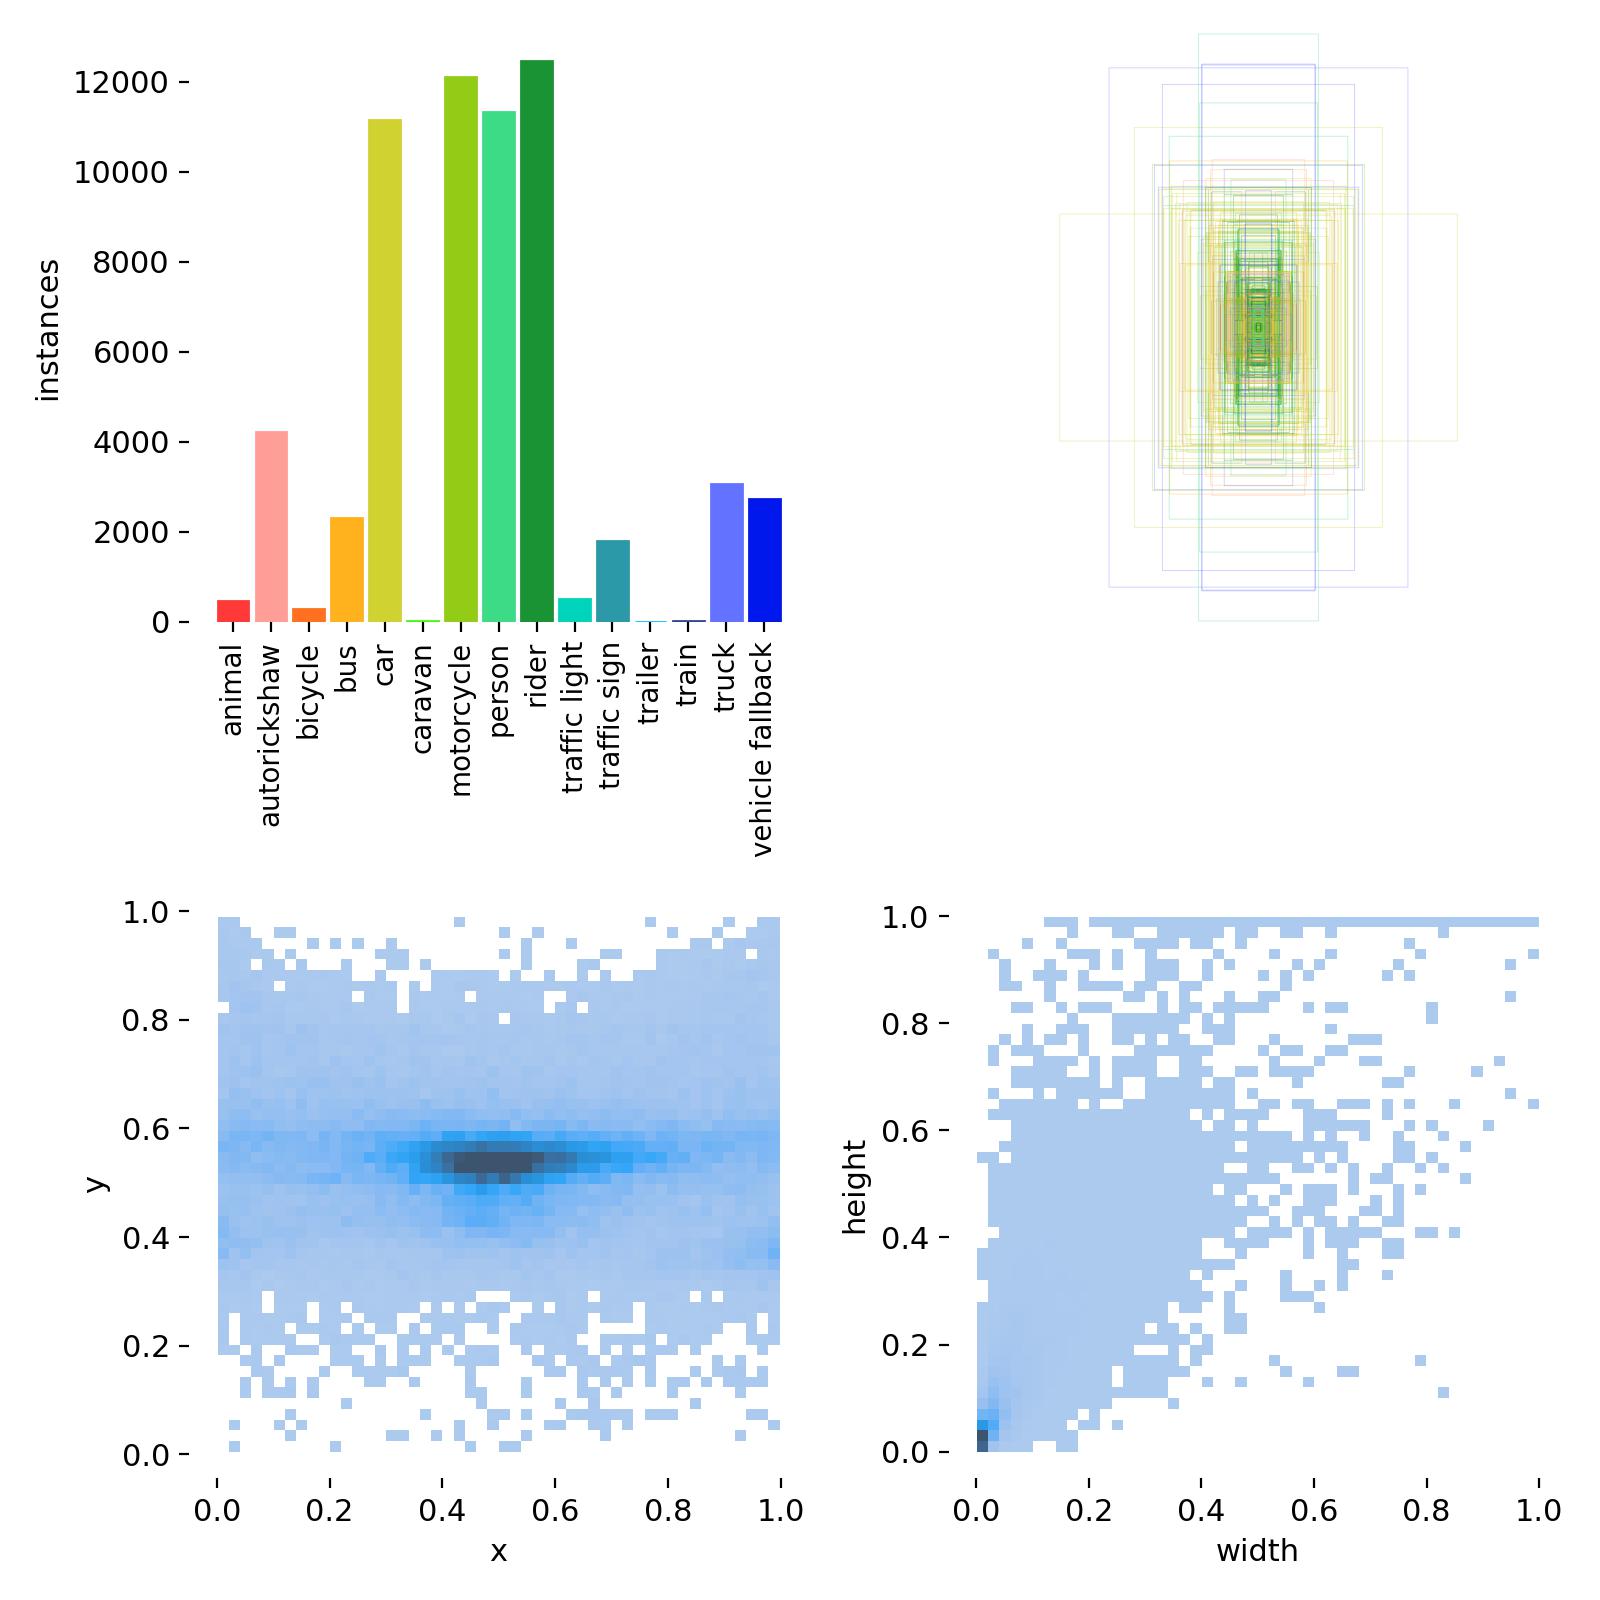 12000
10000
8000
6000
4000
2000
0
instances
animal
autorickshaw
bicycle
bus
car
caravan
motorcycle
person
rider
traffic light
traffic sign
trailer
train
truck
vehicle fallback
1.0
0.8
0.6
0.4
0.2
0.0
y
0.0 0.2 0.4 0.6 0.8 1.0
x
1.0
0.8
0.6
0.4
0.2
0.0
height
0.0 0.2 0.4 0.6 0.8 1.0
width